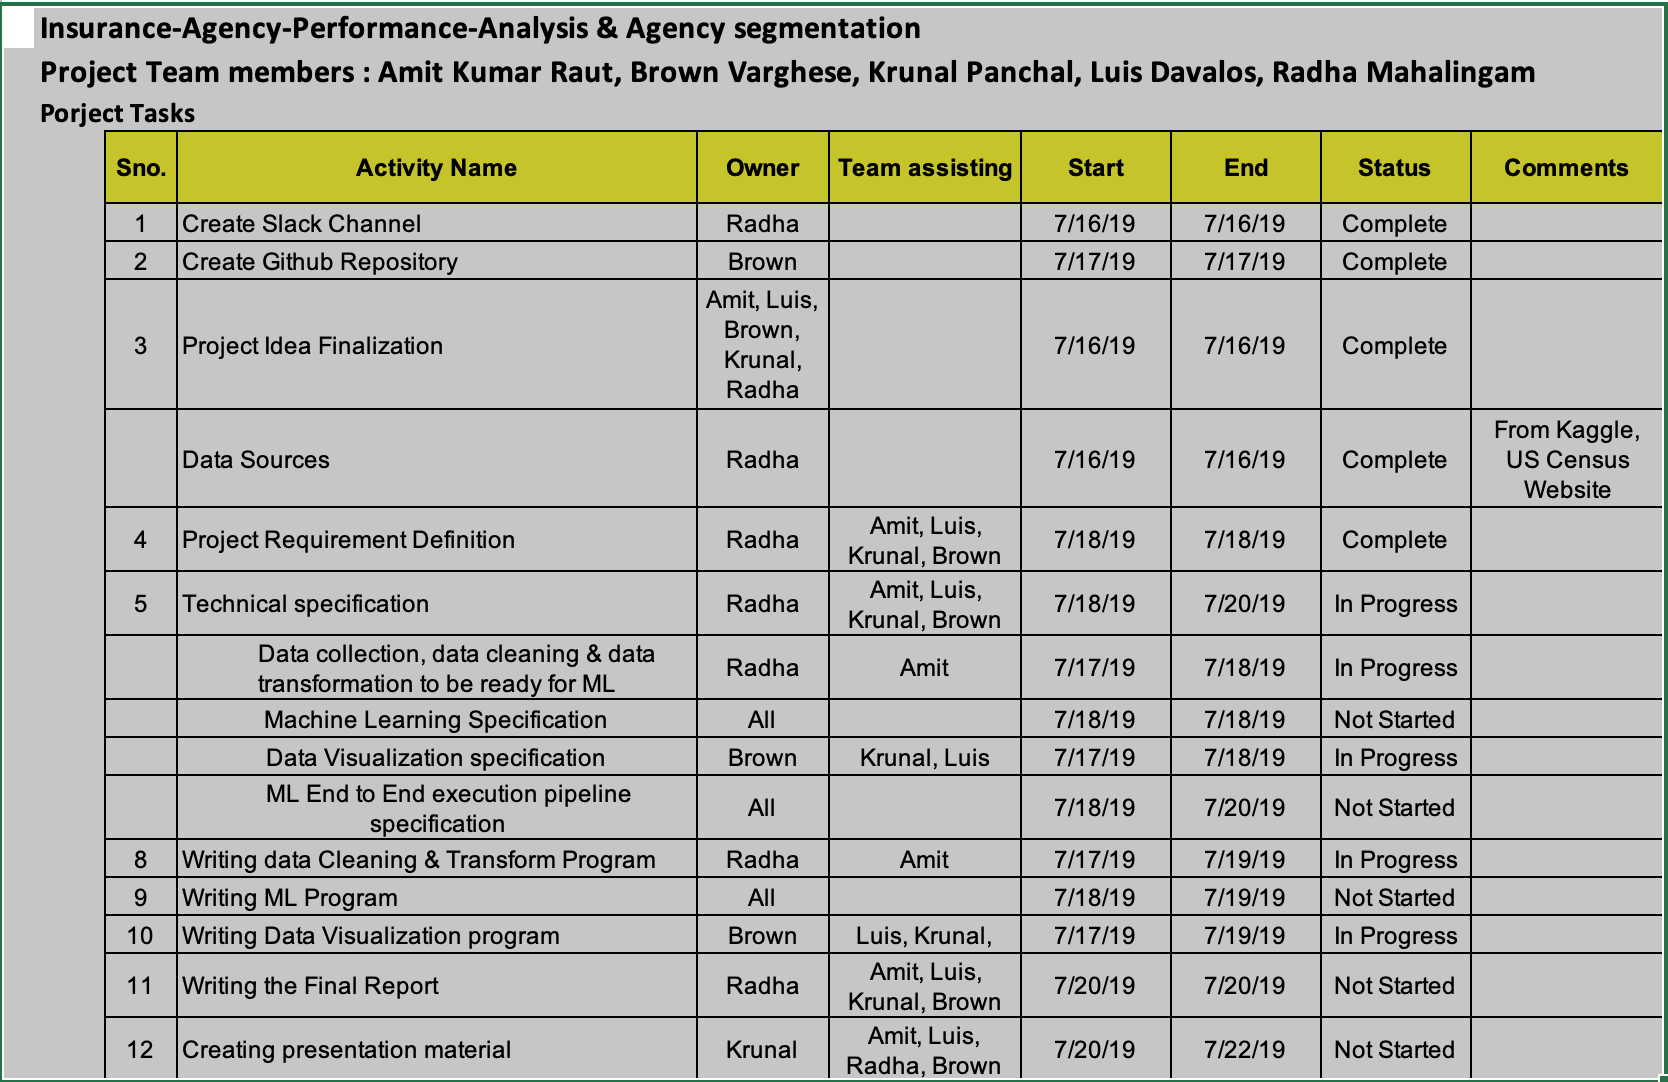 Insurance-Agency-Performance-Analysis & Agency segmentation
Project Team members : Amit Kumar Raut, Brown Varghese, Krunal Panchal, Luis Davalos, Radha Mahalingam
Porject Tasks
Sno. Activity Name Owner Team assisting Start End Status Comments
1 Create Slack Channel Radha 7/16/19 7/16/19 Complete
2 Create Github Repository Brown 7/17/19 7/17/19 Complete
3 Project Idea Finalization
Amit, Luis,
Brown,
Krunal,
Radha
7/16/19 7/16/19 Complete
Data Sources Radha 7/16/19 7/16/19 Complete
From Kaggle,
US Census
Website
4 Project Requirement Definition Radha
Amit, Luis,
Krunal, Brown
7/18/19 7/18/19 Complete
5 Technical specification Radha
Amit, Luis,
Krunal, Brown
7/18/19 7/20/19 In Progress
Data collection, data cleaning & data
transformation to be ready for ML
Radha Amit 7/17/19 7/18/19 In Progress
Machine Learning Specification All 7/18/19 7/18/19 Not Started
Data Visualization specification Brown Krunal, Luis 7/17/19 7/18/19 In Progress
ML End to End execution pipeline
specification
All 7/18/19 7/20/19 Not Started
8 Writing data Cleaning & Transform Program Radha Amit 7/17/19 7/19/19 In Progress
9 Writing ML Program All 7/18/19 7/19/19 Not Started
10 Writing Data Visualization program Brown Luis, Krunal, 7/17/19 7/19/19 In Progress
11 Writing the Final Report Radha
Amit, Luis,
Krunal, Brown
7/20/19 7/20/19 Not Started
12 Creating presentation material Krunal
Amit, Luis,
Radha, Brown
7/20/19 7/22/19 Not Started